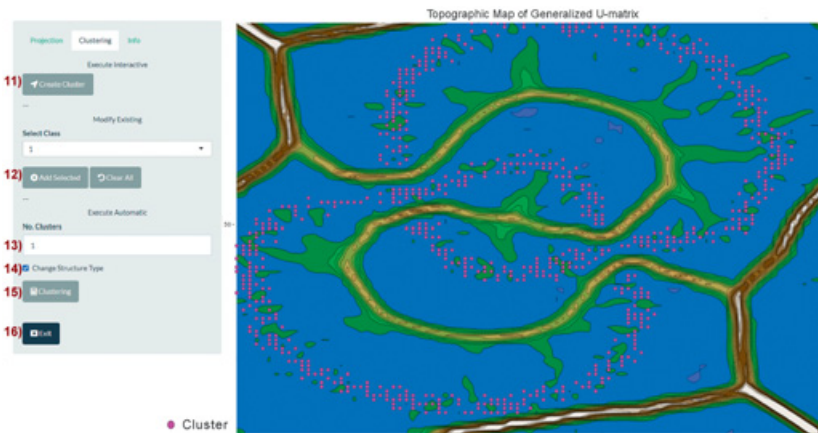 Topographic Map of Generalized U-matrix
Projection Clustering Info
Execute Interactive
11) Create Cluster
Modify Existing
Select Class
1
12) Add Selected Clear All
Execute Automatic
No. Clusters
13) 1
14) Change Structure Type
15) Clustering
16) Exit
50
Cluster